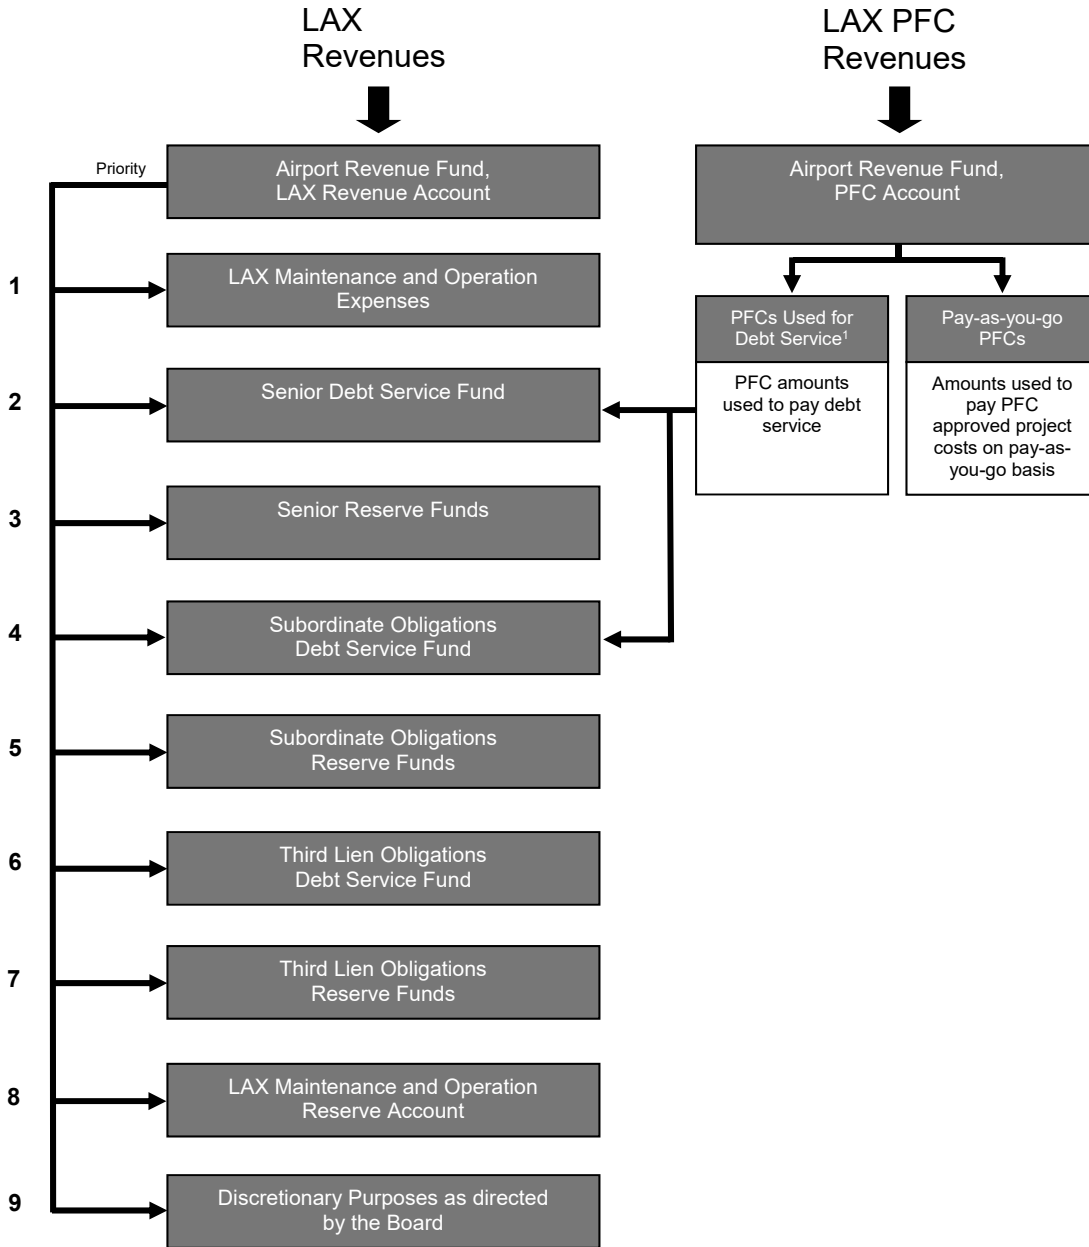 LAX
Revenues
LAX PFC
Revenues
Priority
Airport Revenue Fund,
LAX Revenue Account
Airport Revenue Fund,
PFC Account
1
LAX Maintenance and Operation
Expenses
PFCs Used for
Debt Service¹
PFC amounts
used to pay debt
service
Pay-as-you-go
PFCs
Amounts used to
pay PFC
approved project
costs on pay-as-
you-go basis
2
Senior Debt Service Fund
3
Senior Reserve Funds
4
Subordinate Obligations
Debt Service Fund
5
Subordinate Obligations
Reserve Funds
6
Third Lien Obligations
Debt Service Fund
7
Third Lien Obligations
Reserve Funds
8
LAX Maintenance and Operation
Reserve Account
9
Discretionary Purposes as directed
by the Board